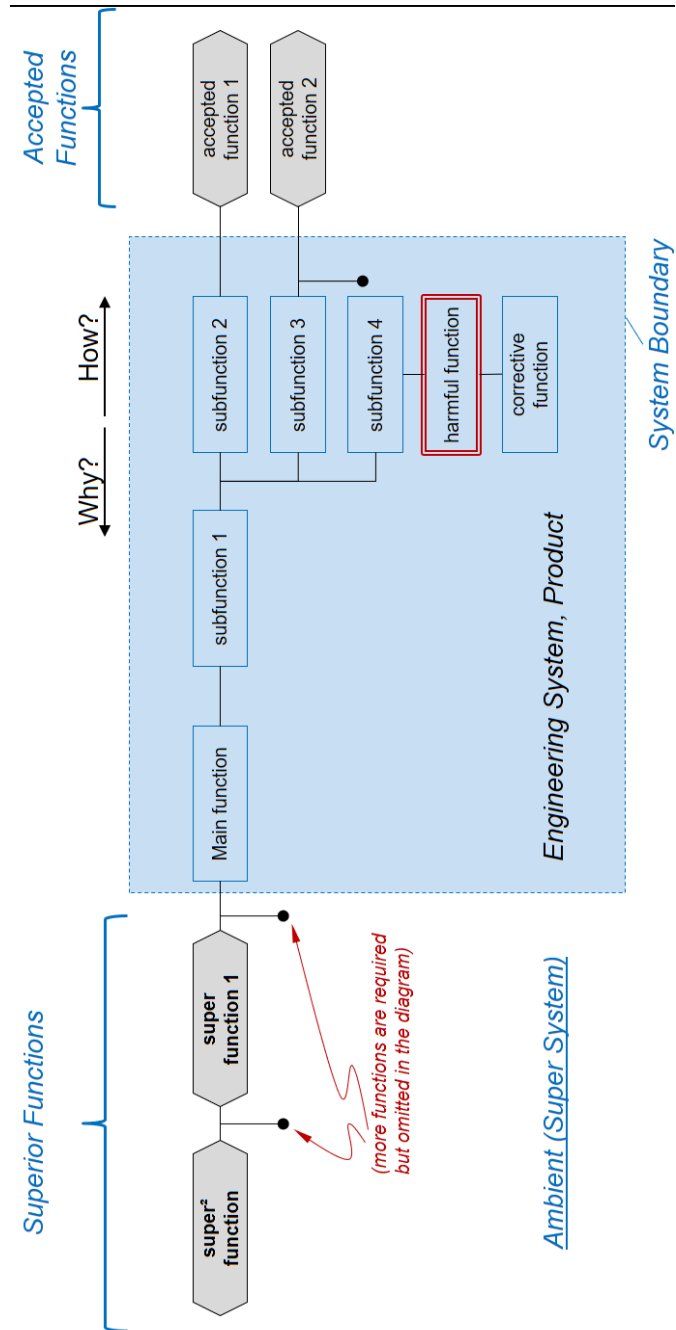 Superior Functions
Accepted
Functions
Why?
How?
super²
function
super
function 1
Main function
subfunction 1
subfunction 2
accepted
function 1
subfunction 3
accepted
function 2
subfunction 4
harmful function
corrective
function
(more functions are required
but omitted in the diagram)
Ambient (Super System)
Engineering System, Product
System Boundary